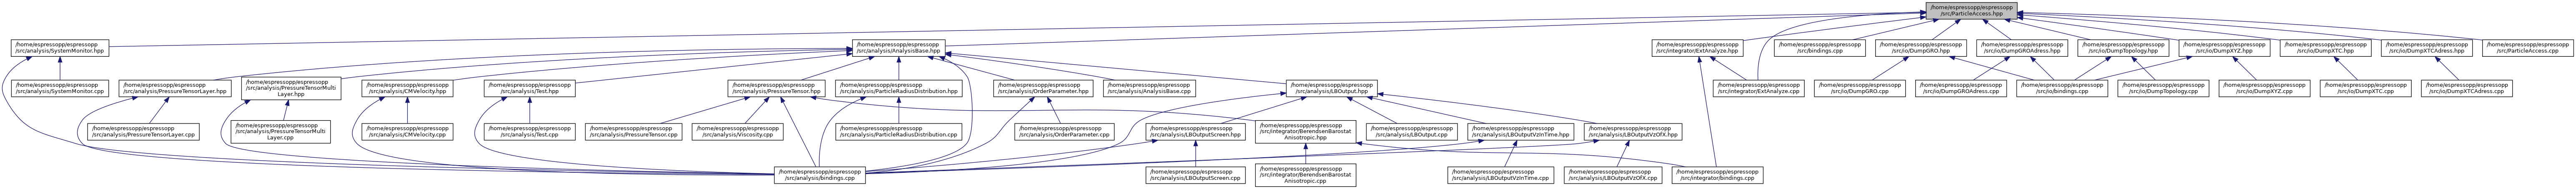 /home/espressopp/espressopp
/src/ParticleAccess.hpp
/home/espressopp/espressopp
/src/analysis/SystemMonitor.hpp
/home/espressopp/espressopp
/src/analysis/AnalysisBase.hpp
/home/espressopp/espressopp
/src/integrator/ExtAnalyze.hpp
/home/espressopp/espressopp
/src/bindings.cpp
/home/espressopp/espressopp
/src/io/DumpGRO.hpp
/home/espressopp/espressopp
/src/io/DumpGROAdress.hpp
/home/espressopp/espressopp
/src/io/DumpTopology.hpp
/home/espressopp/espressopp
/src/io/DumpXYZ.hpp
/home/espressopp/espressopp
/src/io/DumpXTC.hpp
/home/espressopp/espressopp
/src/io/DumpXTCAdress.hpp
/home/espressopp/espressopp
/src/ParticleAccess.cpp
/home/espressopp/espressopp
/src/analysis/SystemMonitor.cpp
/home/espressopp/espressopp
/src/analysis/PressureTensorLayer.hpp
/home/espressopp/espressopp
/src/analysis/PressureTensorMulti
Layer.hpp
/home/espressopp/espressopp
/src/analysis/CMVelocity.hpp
/home/espressopp/espressopp
/src/analysis/Test.hpp
/home/espressopp/espressopp
/src/analysis/PressureTensor.hpp
/home/espressopp/espressopp
/src/analysis/ParticleRadiusDistribution.hpp
/home/espressopp/espressopp
/src/analysis/OrderParameter.hpp
/home/espressopp/espressopp
/src/analysis/AnalysisBase.cpp
/home/espressopp/espressopp
/src/analysis/LBOutput.hpp
/home/espressopp/espressopp
/src/integrator/ExtAnalyze.cpp
/home/espressopp/espressopp
/src/io/DumpGRO.cpp
/home/espressopp/espressopp
/src/io/DumpGROAdress.cpp
/home/espressopp/espressopp
/src/io/bindings.cpp
/home/espressopp/espressopp
/src/io/DumpTopology.cpp
/home/espressopp/espressopp
/src/io/DumpXYZ.cpp
/home/espressopp/espressopp
/src/io/DumpXTC.cpp
/home/espressopp/espressopp
/src/io/DumpXTCAdress.cpp
/home/espressopp/espressopp
/src/analysis/PressureTensorLayer.cpp
/home/espressopp/espressopp
/src/analysis/PressureTensorMulti
Layer.cpp
/home/espressopp/espressopp
/src/analysis/CMVelocity.cpp
/home/espressopp/espressopp
/src/analysis/Test.cpp
/home/espressopp/espressopp
/src/analysis/PressureTensor.cpp
/home/espressopp/espressopp
/src/analysis/Viscosity.cpp
/home/espressopp/espressopp
/src/analysis/ParticleRadiusDistribution.cpp
/home/espressopp/espressopp
/src/analysis/OrderParameter.cpp
/home/espressopp/espressopp
/src/analysis/LBOutputScreen.hpp
/home/espressopp/espressopp
/src/integrator/BerendsenBarostat
Anisotropic.hpp
/home/espressopp/espressopp
/src/analysis/LBOutput.cpp
/home/espressopp/espressopp
/src/analysis/LBOutputVzInTime.hpp
/home/espressopp/espressopp
/src/analysis/LBOutputVzOfX.hpp
/home/espressopp/espressopp
/src/analysis/bindings.cpp
/home/espressopp/espressopp
/src/analysis/LBOutputScreen.cpp
/home/espressopp/espressopp
/src/integrator/BerendsenBarostat
Anisotropic.cpp
/home/espressopp/espressopp
/src/analysis/LBOutputVzInTime.cpp
/home/espressopp/espressopp
/src/analysis/LBOutputVzOfX.cpp
/home/espressopp/espressopp
/src/integrator/bindings.cpp